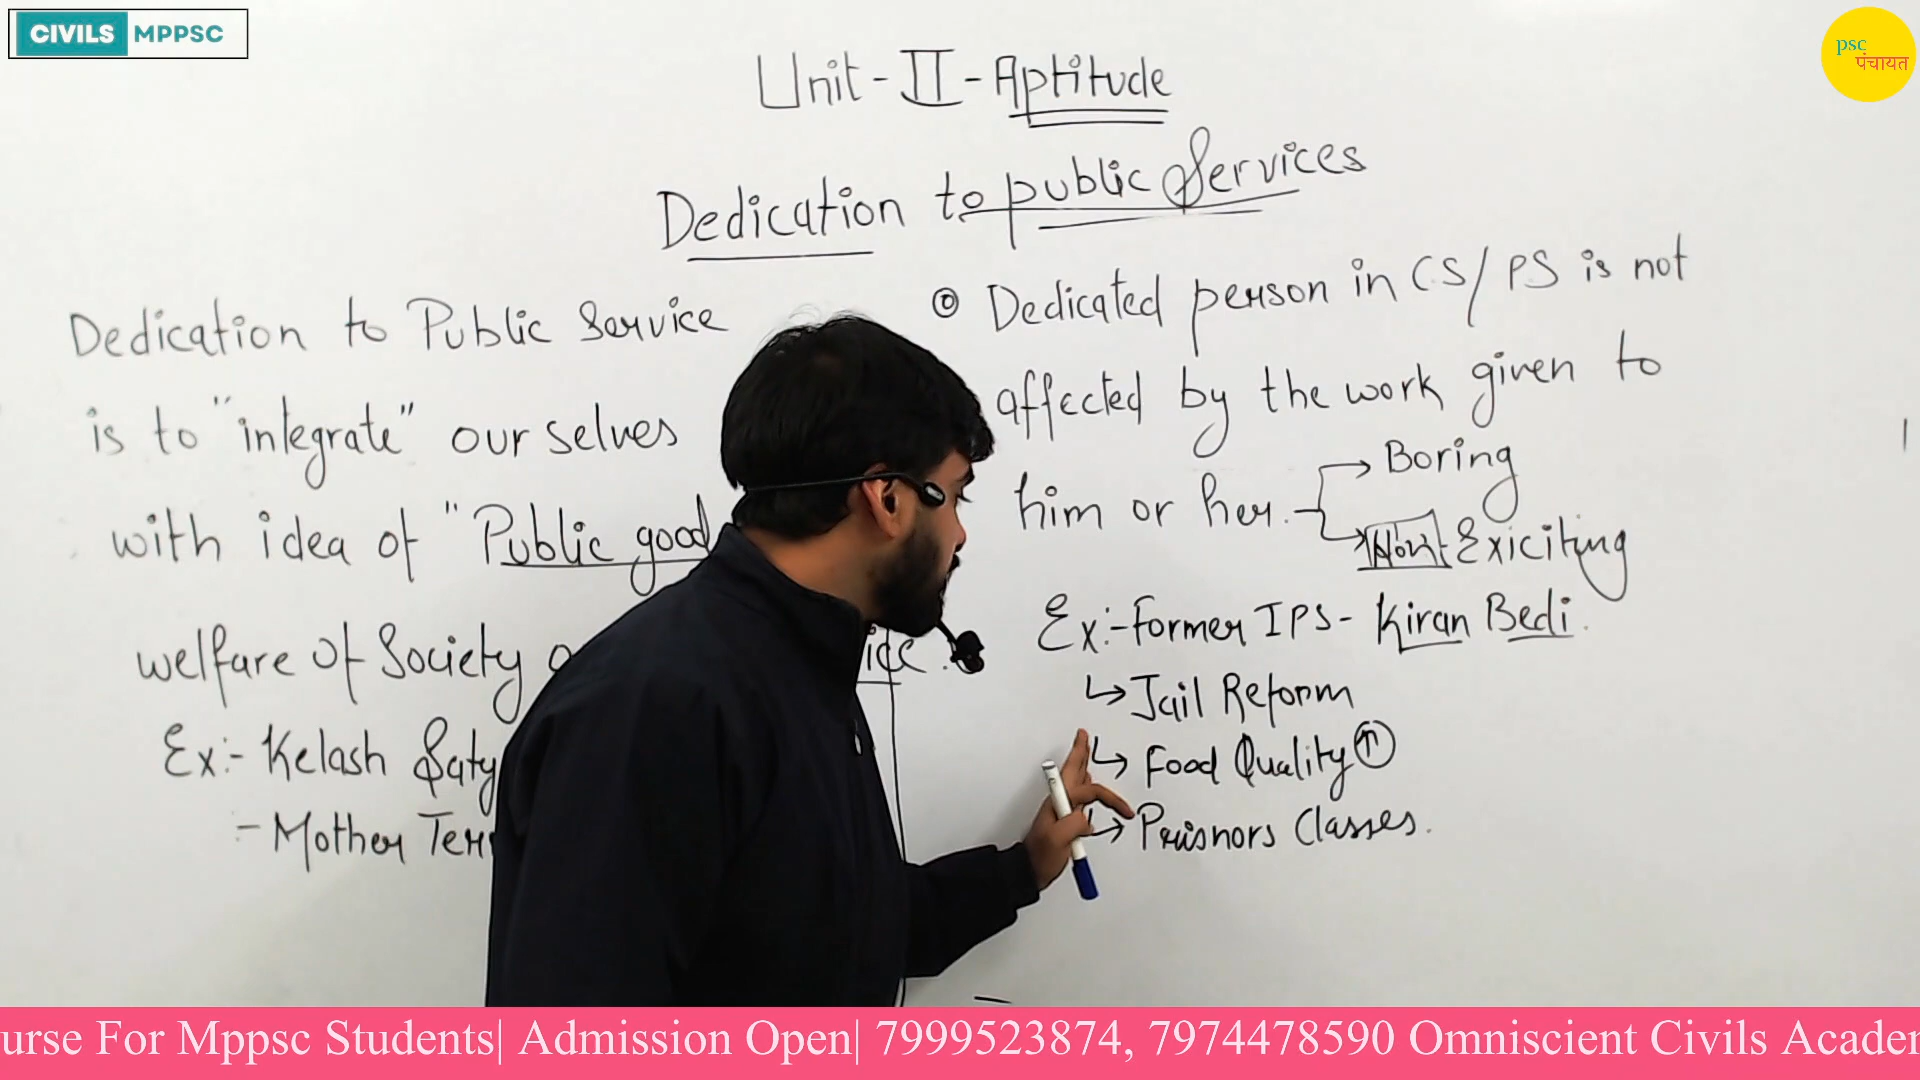 CIVILS MPPSC
psc
पंचायत
Unit-II-Aptitude
Dedication to public Services
Dedication to Public Service
is to "integrate" our selves
with idea of "Public good
welfare of Society
Ex:- Kelash
- Mother
◎ Dedicated person in CS/PS is not
affected by the work given to
him or her.
Boring
Exiciting
Ex:- Former IPS- Kiran Bedi.
↳ Jail Reform
↳ Food Quality ↑
↳ Prisnors Classes.
urse For Mppsc Students| Admission Open| 7999523874, 7974478590 Omniscient Civils Acader